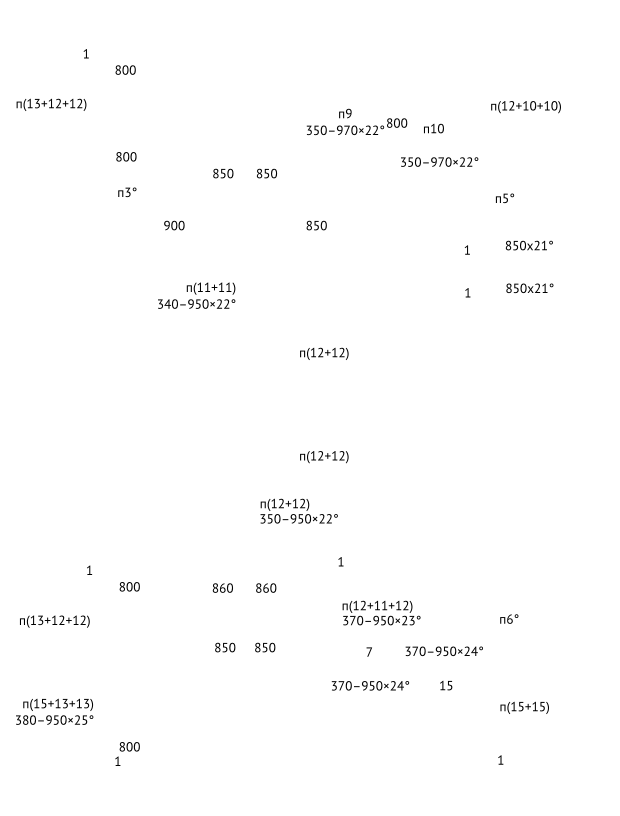 1
800
п(13+12+12)
п(12+10+10)
п9
350–970×22°
800
п10
800
350–970×22°
850
850
п3°
п5°
900
850
1
850x21°
п(11+11)
340–950×22°
1
850x21°
п(12+12)
п(12+12)
п(12+12)
350–950×22°
1
1
800
860
860
п(12+11+12)
370–950×23°
п(13+12+12)
п6°
850
850
7
370–950×24°
370–950×24°
15
п(15+13+13)
380–950×25°
п(15+15)
800
1
1